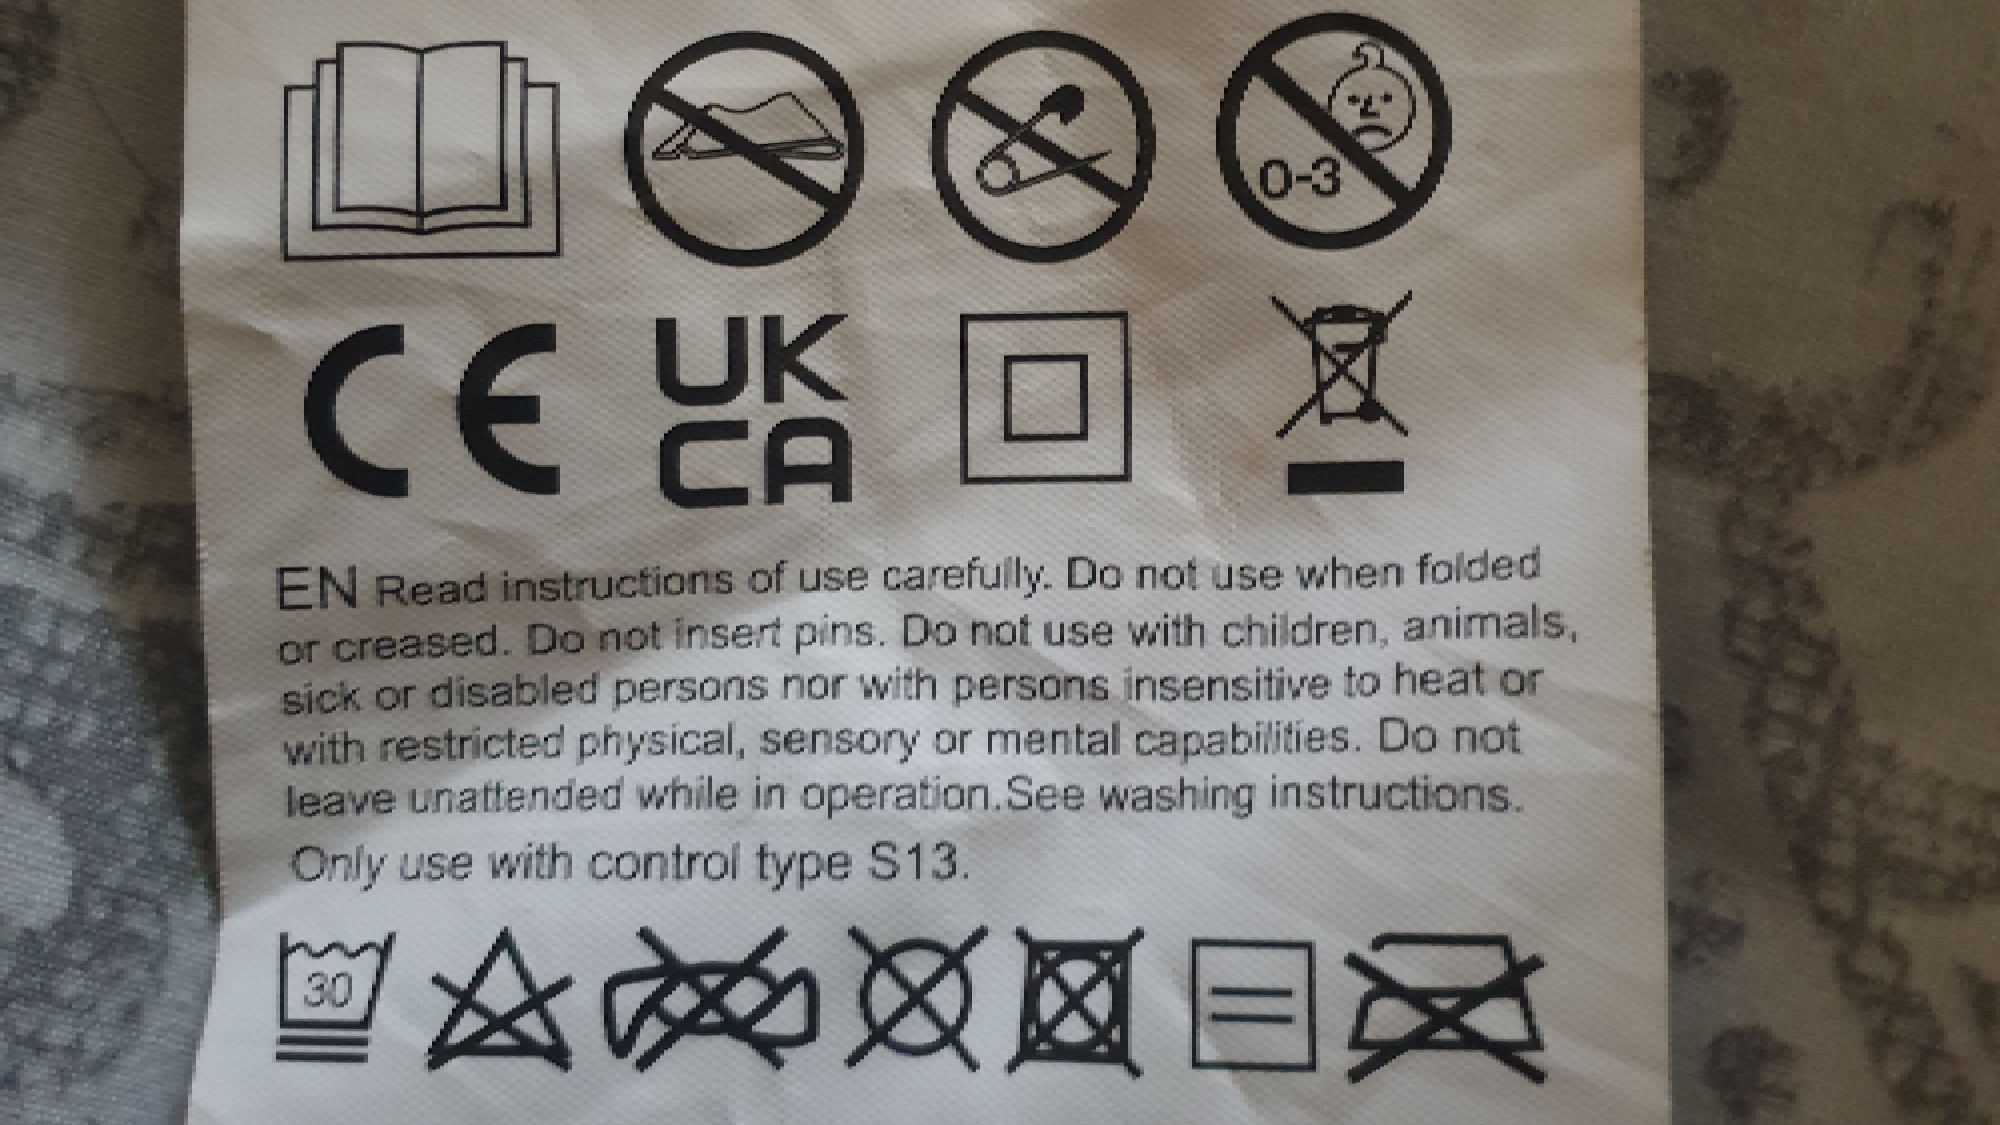 0-3
CE UK
CA
EN Read instructions of use carefully. Do not use when folded
or creased. Do not insert pins. Do not use with children, animals,
sick or disabled persons nor with persons insensitive to heat or
with restricted physical, sensory or mental capabilities. Do not
leave unattended while in operation.See washing instructions.
Only use with control type S13.
30